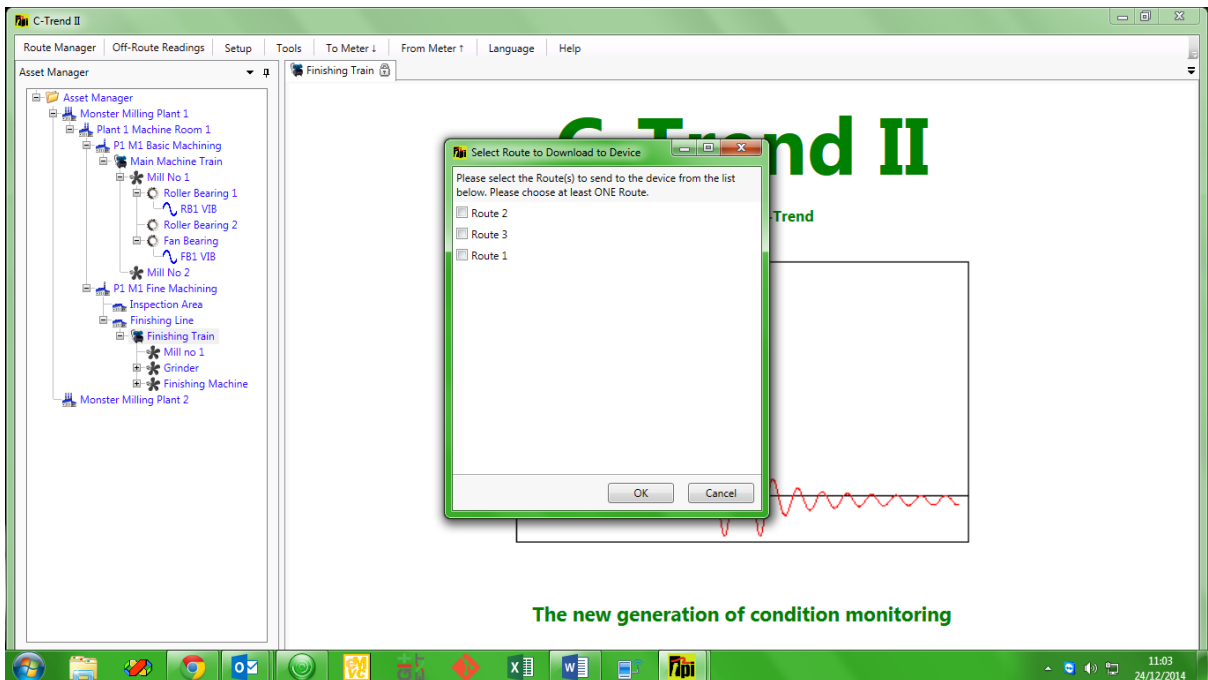 C-Trend II
Route Manager Off-Route Readings Setup Tools To Meter ↓ From Meter ↑ Language Help
Asset Manager
Finishing Train
Asset Manager
Monster Milling Plant 1
Plant 1 Machine Room 1
P1 M1 Basic Machining
Main Machine Train
Mill No 1
Roller Bearing 1
RB1 VIB
Roller Bearing 2
Fan Bearing
FB1 VIB
Mill No 2
P1 M1 Fine Machining
Inspection Area
Finishing Line
Finishing Train
Mill no 1
Grinder
Finishing Machine
Monster Milling Plant 2
C-Trend II
-Trend
Select Route to Download to Device
Please select the Route(s) to send to the device from the list
below. Please choose at least ONE Route.
Route 2
Route 3
Route 1
OK Cancel
The new generation of condition monitoring
11:03
24/12/2014